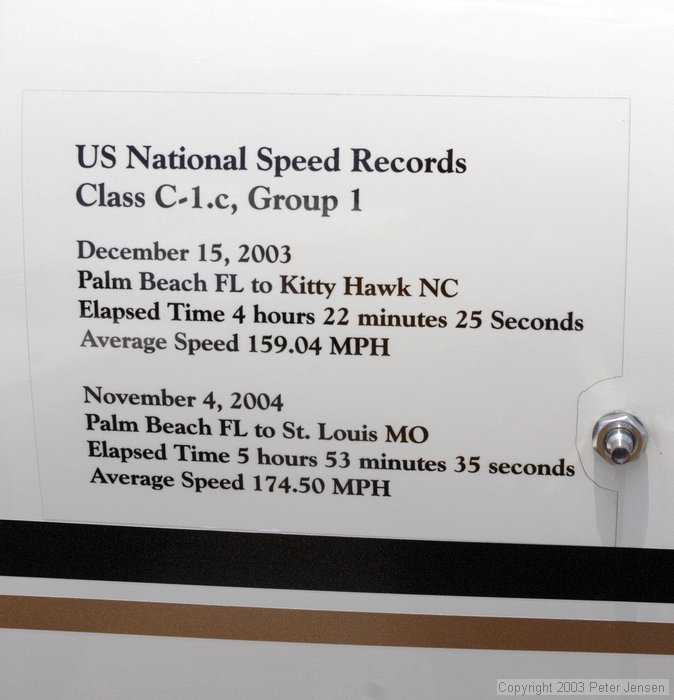 US National Speed Records
Class C-1.c, Group 1
December 15, 2003
Palm Beach FL to Kitty Hawk NC
Elapsed Time 4 hours 22 minutes 25 Seconds
Average Speed 159.04 MPH
November 4, 2004
Palm Beach FL to St. Louis MO
Elapsed Time 5 hours 53 minutes 35 seconds
Average Speed 174.50 MPH
Copyright 2003 Peter Jensen